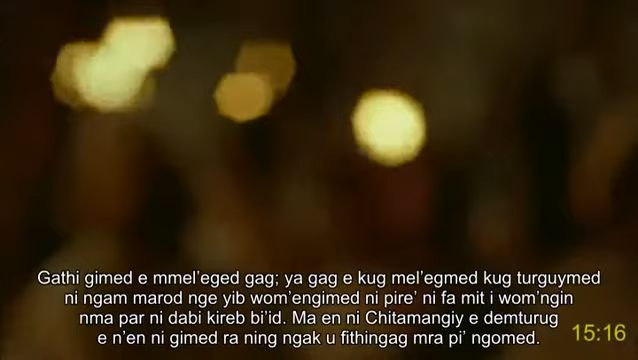 Gathi gimed e mmel'eged gag; ya gag e kug mel'egmed kug turguymed
ni ngam marod nge yib wom'engimed ni pire' ni fa mit i wom'ngin
nma par ni dabi kireb bi'id. Ma en ni Chitamangiy e demturug
e n'en ni gimed ra ning ngak u fithingag mra pi' ngomed.
15:16